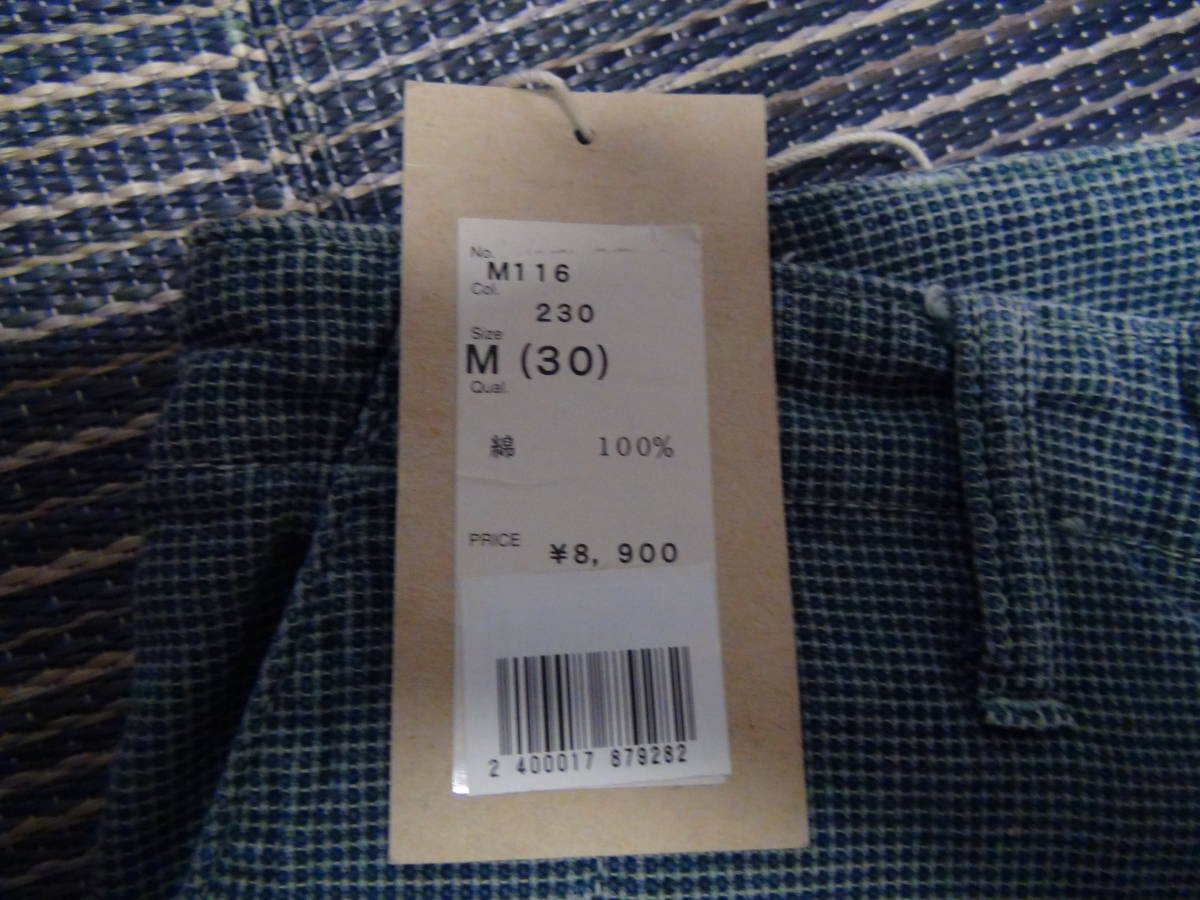 No.
M116
Col.
230
Size
M (30)
Qual.
綿 100%
PRICE ¥8, 900
2 400017 879282